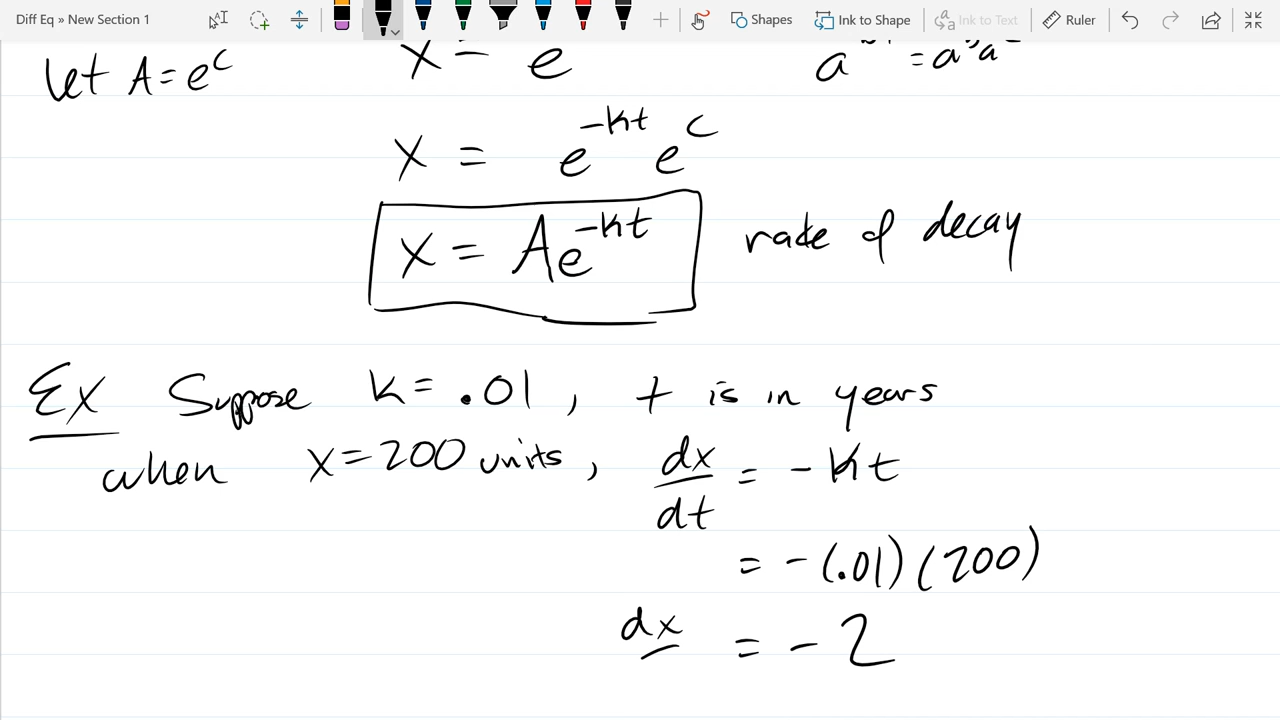 Diff Eq » New Section 1
Shapes
Ink to Shape
Ink to Text
Ruler
let A = e^c
x = e
x = e^-kt e^c
x = Ae^-kt rate of decay
Ex Suppose k = .01, t is in years
when x = 200 units, dx/dt = - kt
= - (.01) (200)
dx = - 2